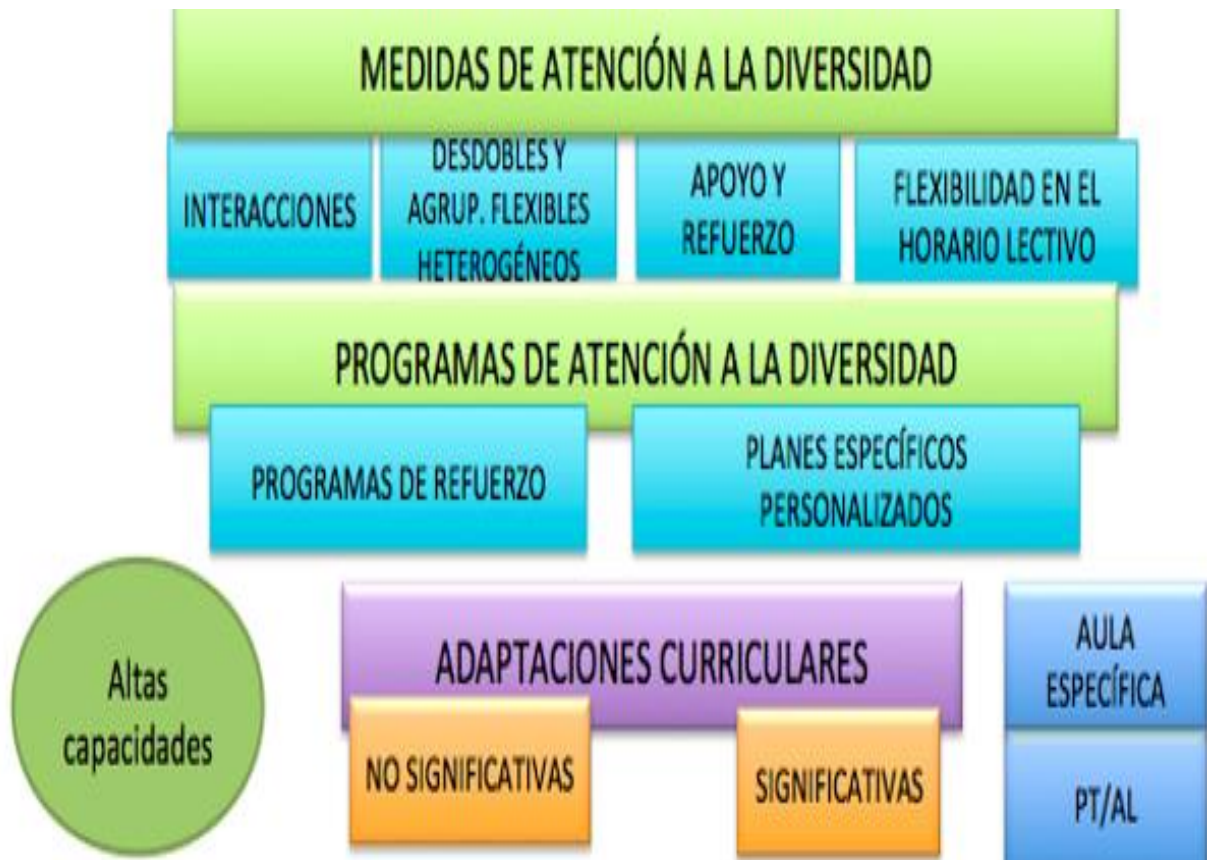 MEDIDAS DE ATENCIÓN A LA DIVERSIDAD
INTERACCIONES
DESDOBLES Y
AGRUP. FLEXIBLES
HETEROGÉNEOS
APOYO Y
REFUERZO
FLEXIBILIDAD EN EL
HORARIO LECTIVO
PROGRAMAS DE ATENCIÓN A LA DIVERSIDAD
PROGRAMAS DE REFUERZO
PLANES ESPECÍFICOS
PERSONALIZADOS
Altas
capacidades
ADAPTACIONES CURRICULARES
NO SIGNIFICATIVAS
SIGNIFICATIVAS
AULA
ESPECÍFICA
PT/AL